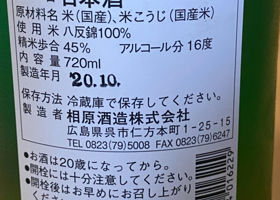 日本酒
原材料名 米(国産)、米こうじ(国産米)
使用米 八反錦100%
精米歩合 45% アルコール分 16度
内容量 720ml
製造年月 '20.10.
保存方法 冷蔵庫で保存してください。
製造者 相原酒造株式会社
広島県呉市仁方本町1-25-15
TEL 0823(79)5008 FAX 0823(79)6247
●お酒は20歳になってから。
●開栓には十分注意してください。
●開栓後はお早めにお召し上がり
ください
016229